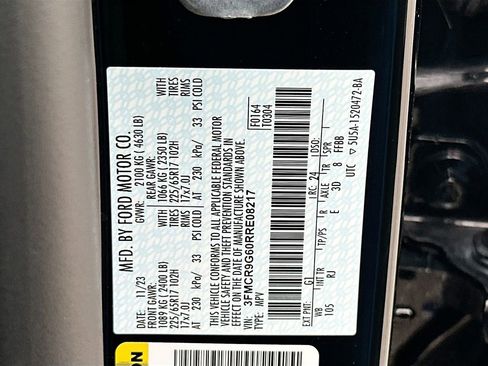 MFD. BY FORD MOTOR CO.
DATE: 11/23 GVWR: 2100 KG ( 4630 LB)
FRONT GAWR: REAR GAWR:
1089 KG (2400 LB) WITH 1066 KG ( 2350 LB) WITH
225/65R17 102H TIRES 225/65R17 102H TIRES
17x7.0J RIMS 17x7.0J RIMS
AT 230 kPa/ 33 PSI COLD AT 230 kPa/ 33 PSI COLD
THIS VEHICLE CONFORMS TO ALL APPLICABLE FEDERAL MOTOR
VEHICLE SAFETY AND THEFT PREVENTION STANDARDS IN
EFFECT ON THE DATE OF MANUFACTURE SHOWN ABOVE.
VIN: 3FMCR9G60RRE08217 F0164
TYPE: MPV T0304
EXT PNT: G1 LRC: 24 DSO:
WB INT TR TP/PS R AXLE TR SPR
105 RJ E 3D 8 FFBB
UTC 5U5A-1520472-BA
ON